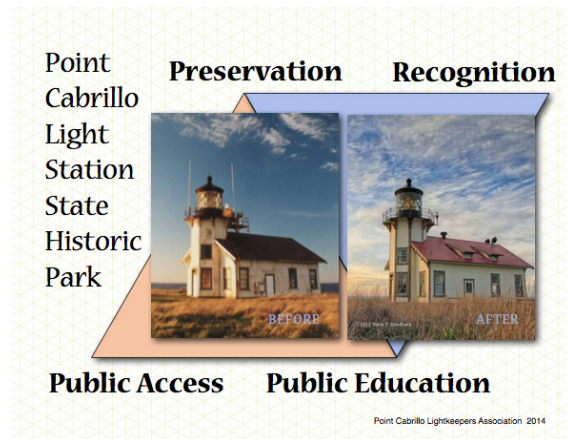 Point
Cabrillo
Light
Station
State
Historic
Park
Preservation
Recognition
BEFORE
AFTER
Public Access
Public Education
Point Cabrillo Lightkeepers Association 2014